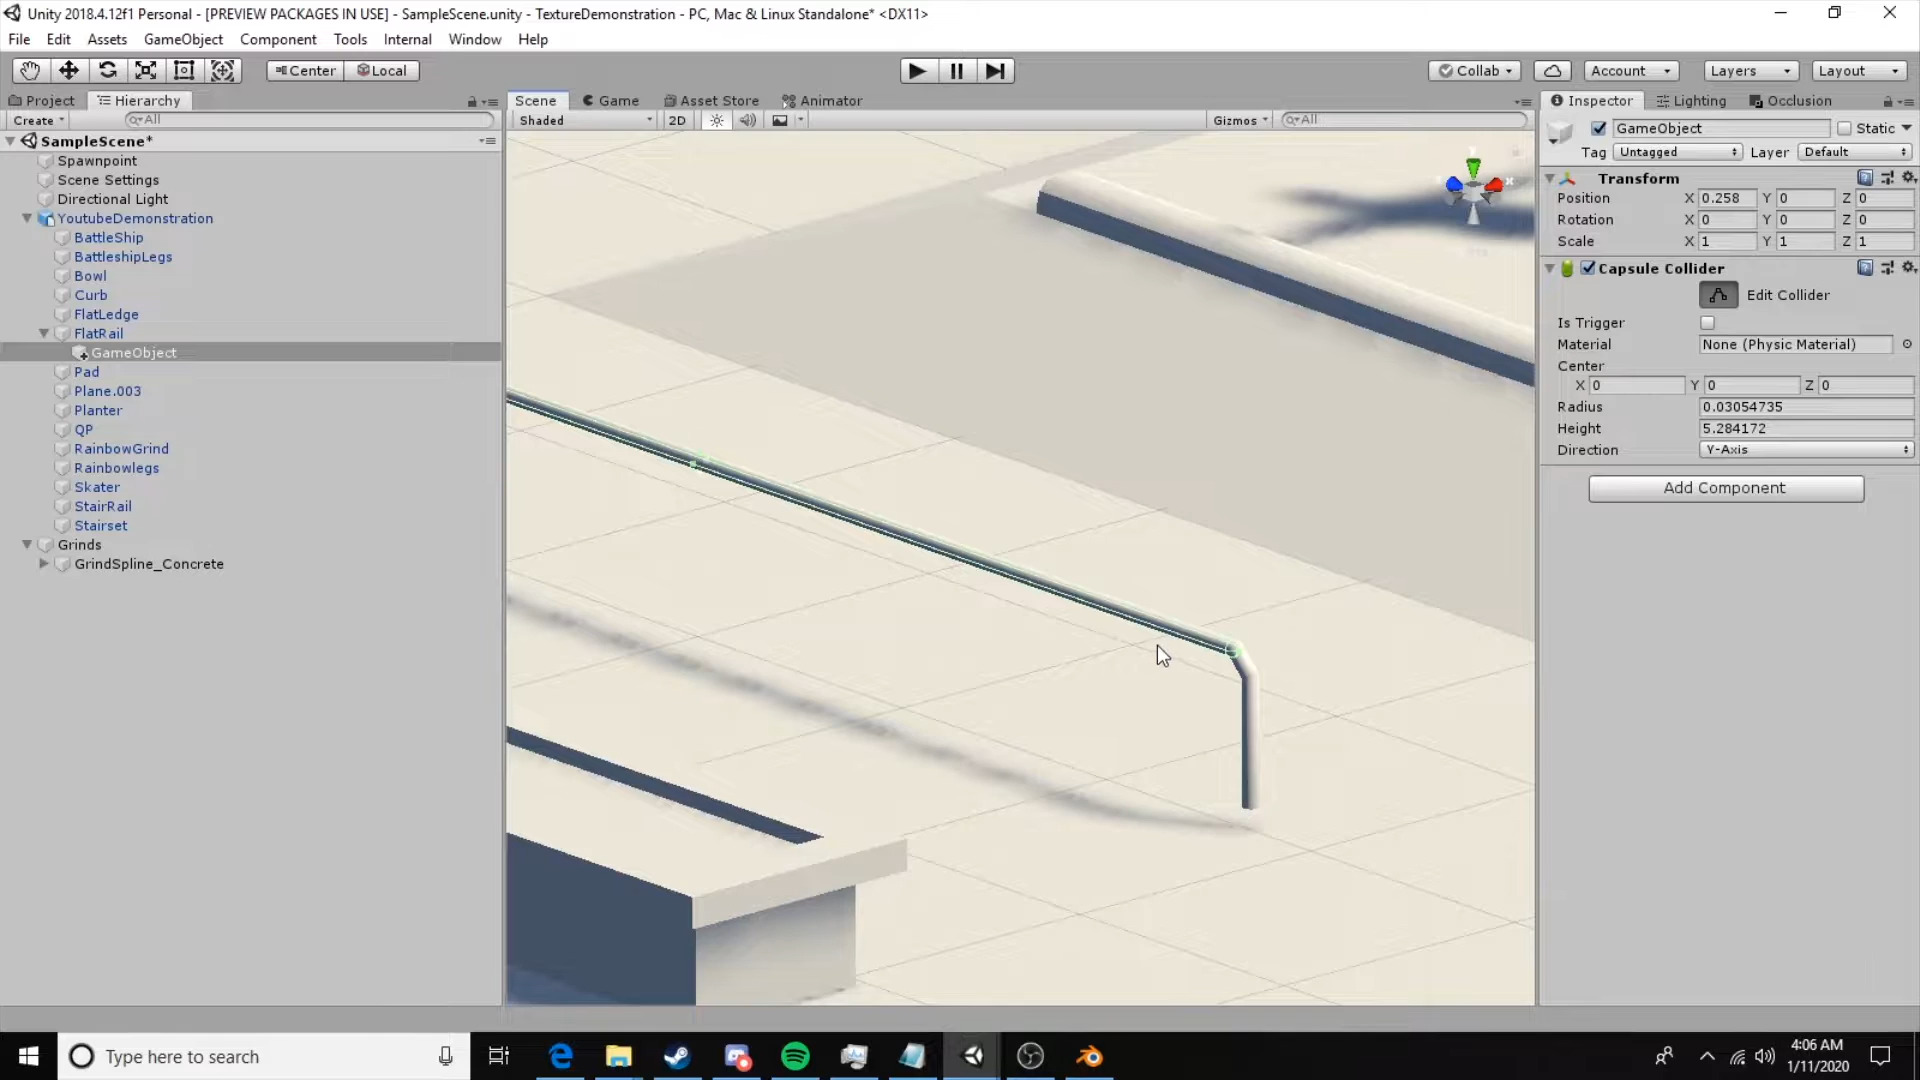 Unity 2018.4.12f1 Personal - [PREVIEW PACKAGES IN USE] - SampleScene.unity - TextureDemonstration - PC, Mac & Linux Standalone* <DX11>
File Edit Assets GameObject Component Tools Internal Window Help
Center Local Collab Account Layers Layout
Project Hierarchy Scene Game Asset Store Animator Inspector Lighting Occlusion
Create All Shaded 2D Gizmos All
GameObject Static
Tag Untagged Layer Default
SampleScene*
Spawnpoint
Scene Settings
Directional Light
YoutubeDemonstration
BattleShip
BattleshipLegs
Bowl
Curb
FlatLedge
FlatRail
GameObject
Pad
Plane.003
Planter
QP
RainbowGrind
Rainbowlegs
Skater
StairRail
Stairset
Grinds
GrindSpline_Concrete
x
Transform
Position X 0.258 Y 0 Z 0
Rotation X 0 Y 0 Z 0
Scale X 1 Y 1 Z 1
Capsule Collider
Edit Collider
Is Trigger
Material None (Physic Material)
Center
X 0 Y 0 Z 0
Radius 0.03054735
Height 5.284172
Direction Y-Axis
Add Component
Type here to search
4:06 AM
1/11/2020